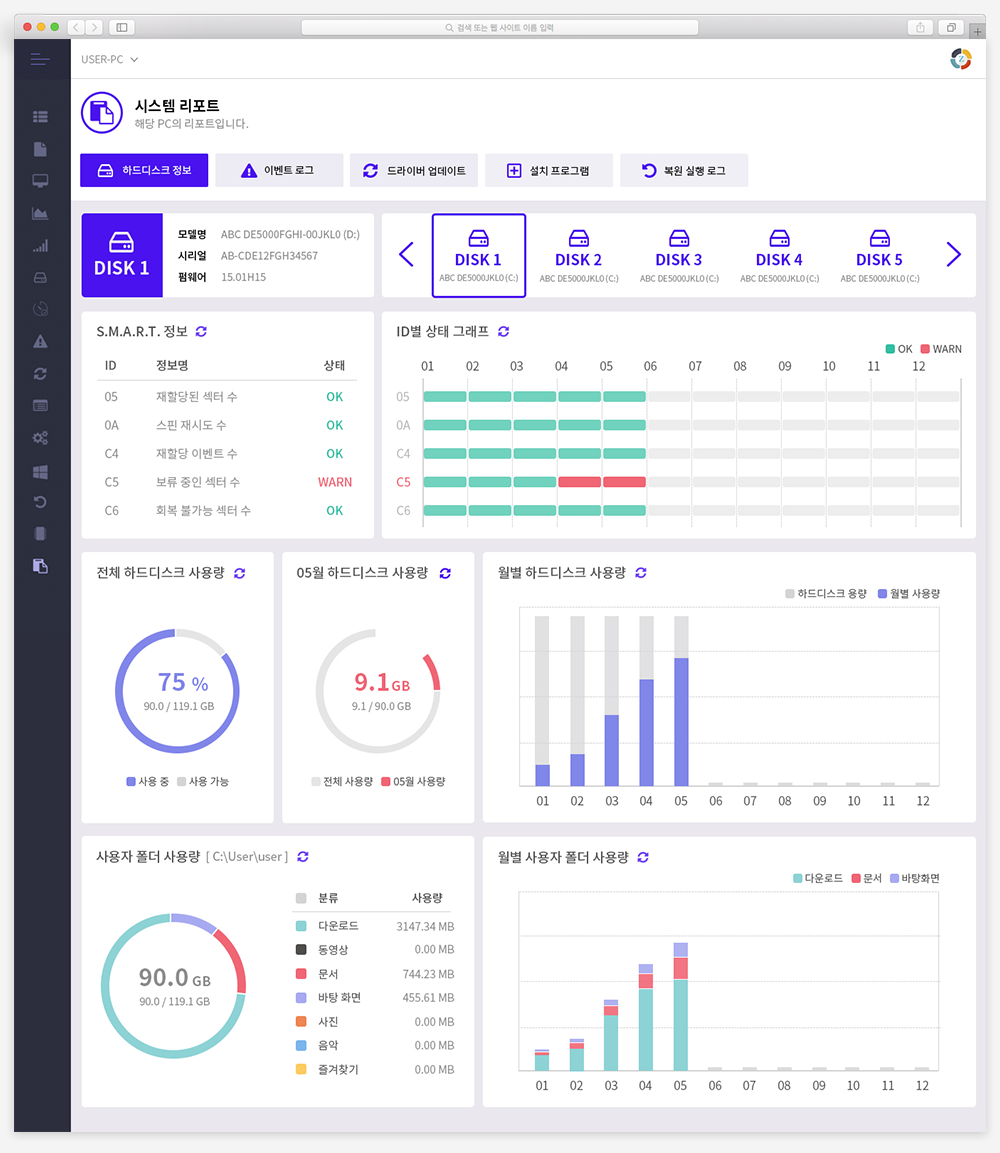 검색 또는 웹 사이트 이름 입력
USER-PC
시스템 리포트
해당 PC의 리포트입니다.
하드디스크 정보
이벤트 로그
드라이버 업데이트
설치 프로그램
복원 실행 로그
DISK 1
모델명 ABC DE5000FGHI-00JKL0 (D:)
시리얼 AB-CDE12FGH34567
펌웨어 15.01H15
DISK 1
ABC DE5000JKL0 (C:)
DISK 2
ABC DE5000JKL0 (C:)
DISK 3
ABC DE5000JKL0 (C:)
DISK 4
ABC DE5000JKL0 (C:)
DISK 5
ABC DE5000JKL0 (C:)
S.M.A.R.T. 정보
ID 정보명 상태
05 재할당된 섹터 수 OK
0A 스핀 재시도 수 OK
C4 재할당 이벤트 수 OK
C5 보류 중인 섹터 수 WARN
C6 회복 불가능 섹터 수 OK
ID별 상태 그래프
OK WARN
01 02 03 04 05 06 07 08 09 10 11 12
05
0A
C4
C5
C6
전체 하드디스크 사용량
75 %
90.0 / 119.1 GB
사용 중 사용 가능
05월 하드디스크 사용량
9.1 GB
9.1 / 90.0 GB
전체 사용량 05월 사용량
월별 하드디스크 사용량
하드디스크 용량 월별 사용량
01 02 03 04 05 06 07 08 09 10 11 12
사용자 폴더 사용량 [ C:\User\user ]
90.0 GB
90.0 / 119.1 GB
분류 사용량
다운로드 3147.34 MB
동영상 0.00 MB
문서 744.23 MB
바탕 화면 455.61 MB
사진 0.00 MB
음악 0.00 MB
즐겨찾기 0.00 MB
월별 사용자 폴더 사용량
다운로드 문서 바탕화면
01 02 03 04 05 06 07 08 09 10 11 12